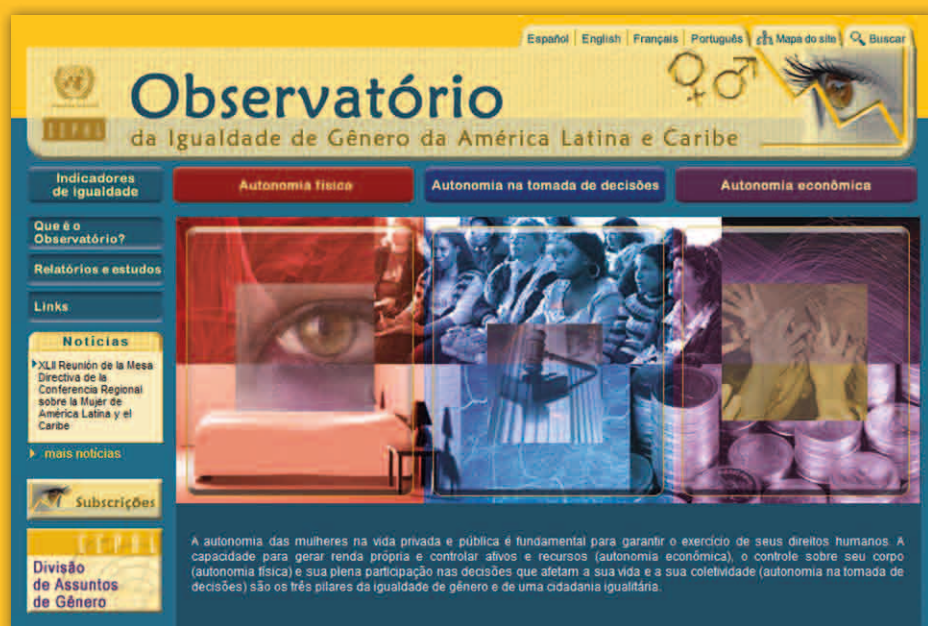 Español English Français Português Mapa do site Buscar
CEPAL
Observatório
da Igualdade de Gênero da América Latina e Caribe
Indicadores
de igualdade
Autonomia física
Autonomia na tomada de decisões
Autonomia econômica
Que é o
Observatório?
Relatórios e estudos
Links
Notícias
XLII Reunión de la Mesa
Directiva de la
Conferencia Regional
sobre la Mujer de
América Latina y el
Caribe
mais notícias
Subscrições
CEPAL
Divisão
de Assuntos
de Gênero
A autonomia das mulheres na vida privada e pública é fundamental para garantir o exercício de seus direitos humanos. A
capacidade para gerar renda própria e controlar ativos e recursos (autonomia econômica), o controle sobre seu corpo
(autonomia física) e sua plena participação nas decisões que afetam a sua vida e a sua coletividade (autonomia na tomada de
decisões) são os três pilares da igualdade de gênero e de uma cidadania igualitária.